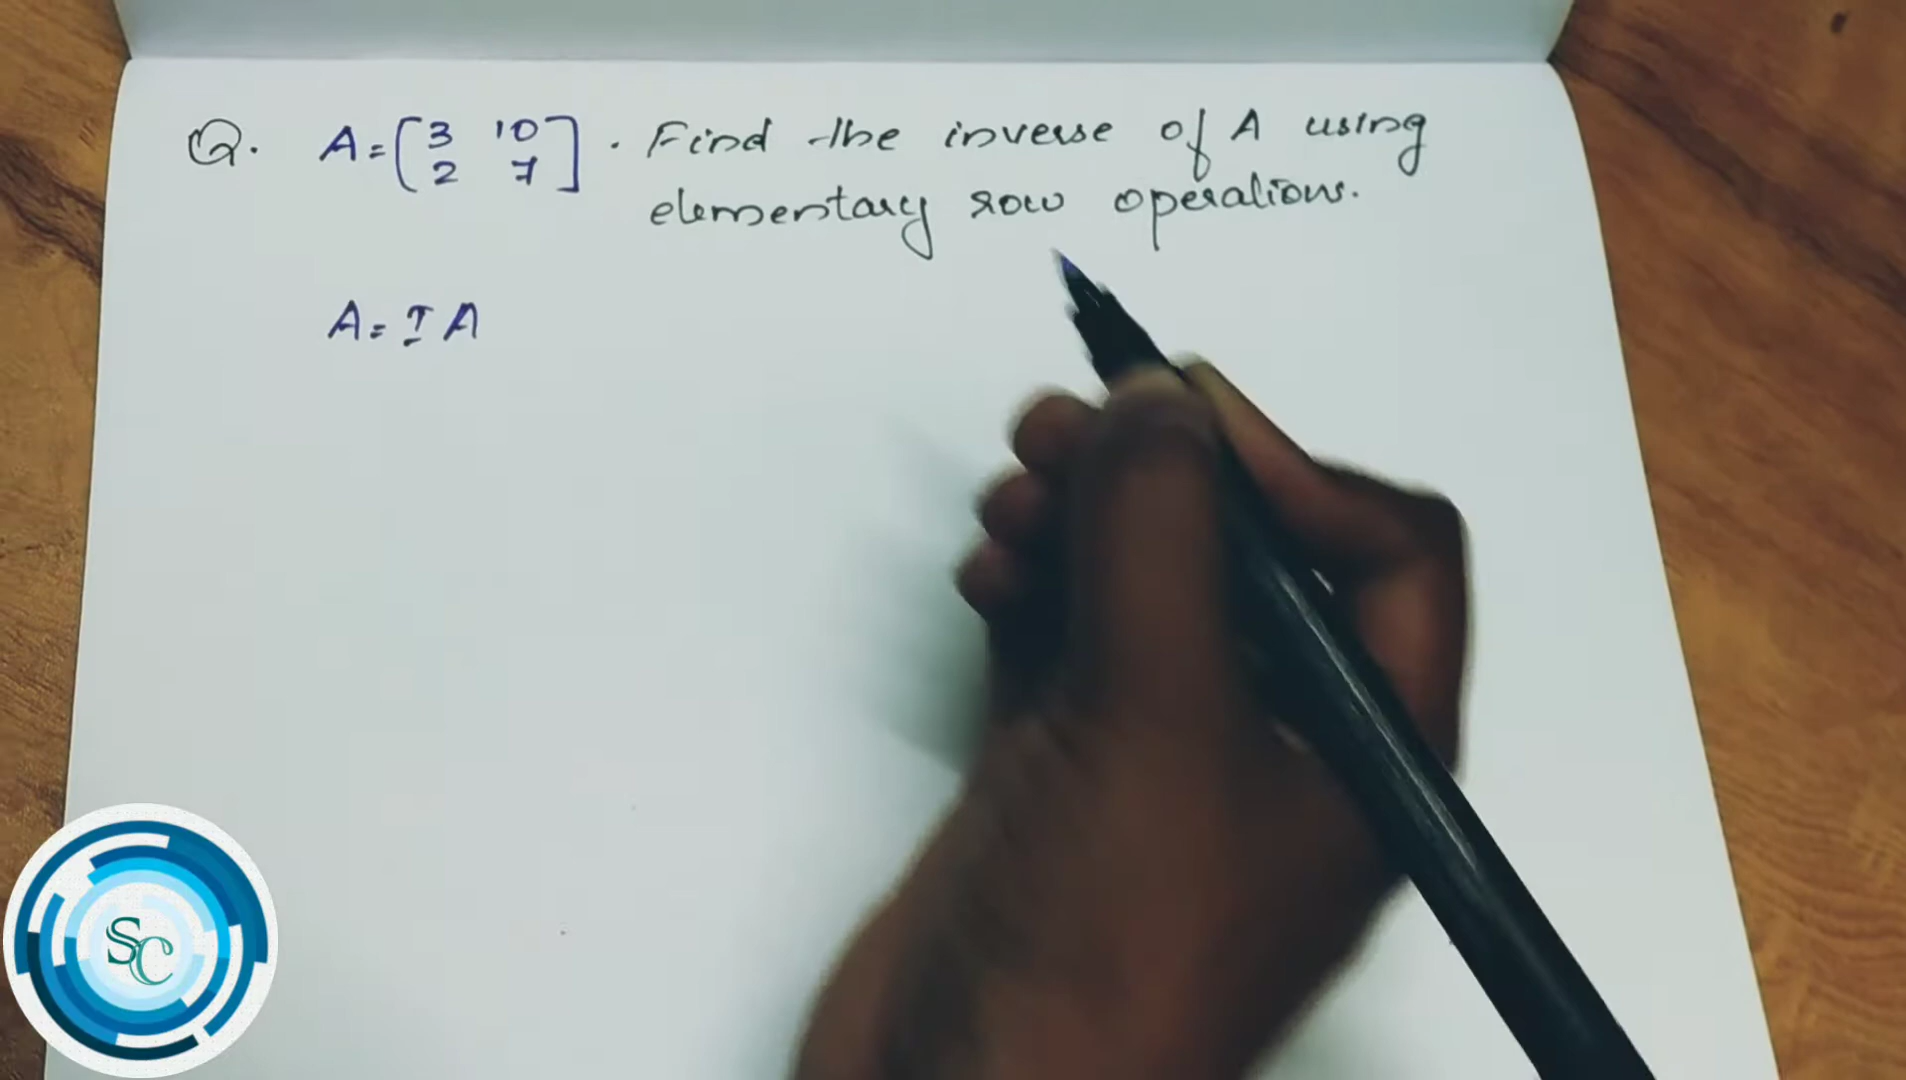 Q. A = [3 10
2 7] . Find the inverse of A using
elementary row operations.
A = I A
SC